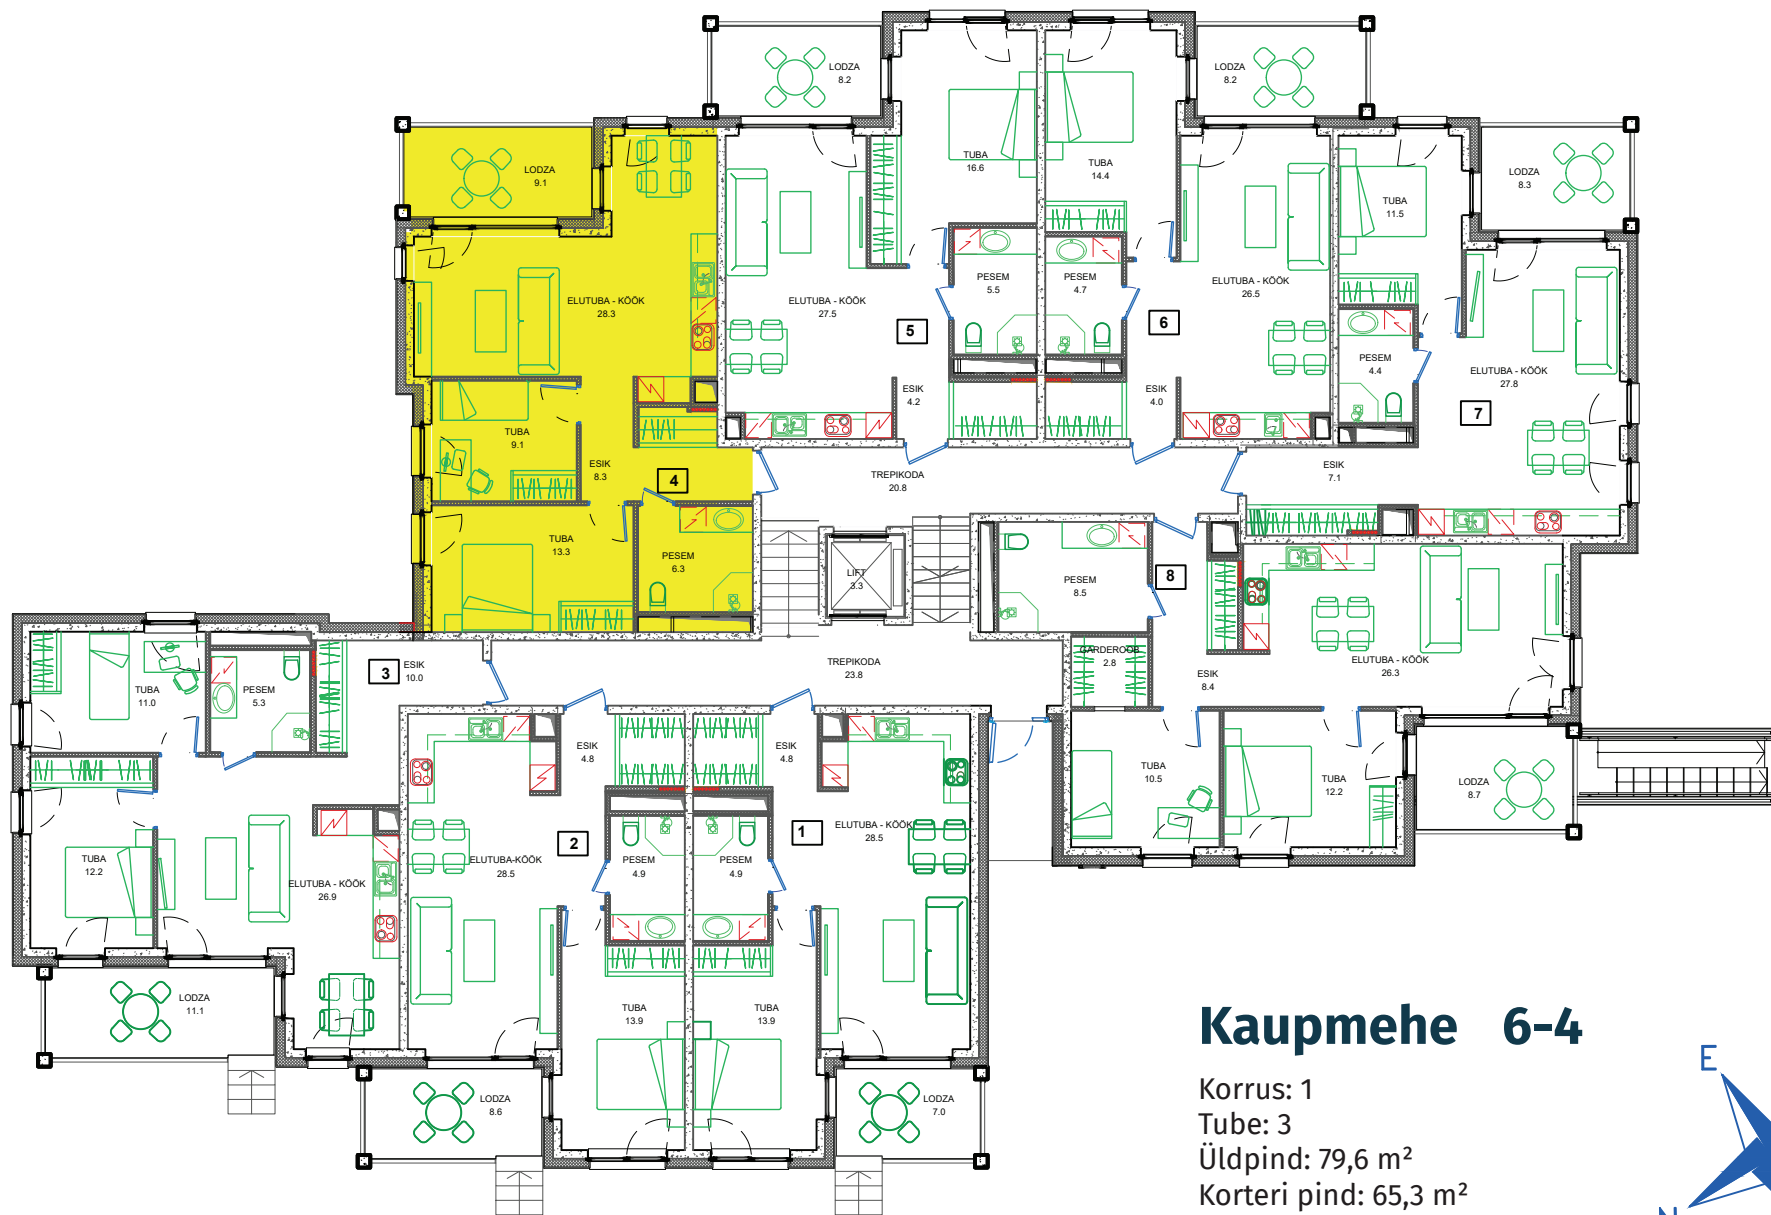 LODZA
8.2
LODZA
8.2
TUBA
16.6
TUBA
14.4
LODZA
9.1
LODZA
8.3
TUBA
11.5
PESEM
5.5
PESEM
4.7
ELUTUBA - KÖÖK
28.3
ELUTUBA - KÖÖK
27.5
5
6
ELUTUBA - KÖÖK
26.5
PESEM
4.4
ELUTUBA - KÖÖK
27.8
7
ESIK
4.2
ESIK
4.0
TUBA
9.1
ESIK
8.3
4
TREPIKODA
20.8
ESIK
7.1
TUBA
13.3
PESEM
6.3
LIFT
3.3
PESEM
8.5
8
3
ESIK
10.0
TREPIKODA
23.8
GARDEROOB
2.8
ESIK
8.4
ELUTUBA - KÖÖK
26.3
TUBA
11.0
PESEM
5.3
ESIK
4.8
ESIK
4.8
TUBA
10.5
TUBA
12.2
LODZA
8.7
TUBA
12.2
ELUTUBA - KÖÖK
26.9
ELUTUBA-KÖÖK
28.5
2
PESEM
4.9
PESEM
4.9
1
ELUTUBA - KÖÖK
28.5
LODZA
11.1
TUBA
13.9
TUBA
13.9
LODZA
8.6
LODZA
7.0
Kaupmehe 6-4
Korrus: 1
Tube: 3
Üldpind: 79,6 m²
Korteri pind: 65,3 m²
E
N